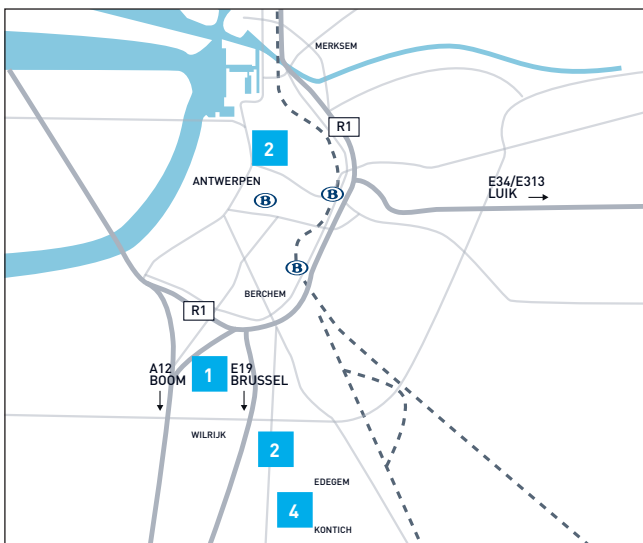 MERKSEM
R1
2
ANTWERPEN
E34/E313
LUIK
B
B
B
BERCHEM
R1
A12
BOOM
1
E19
BRUSSEL
WILRIJK
2
EDEGEM
4
KONTICH